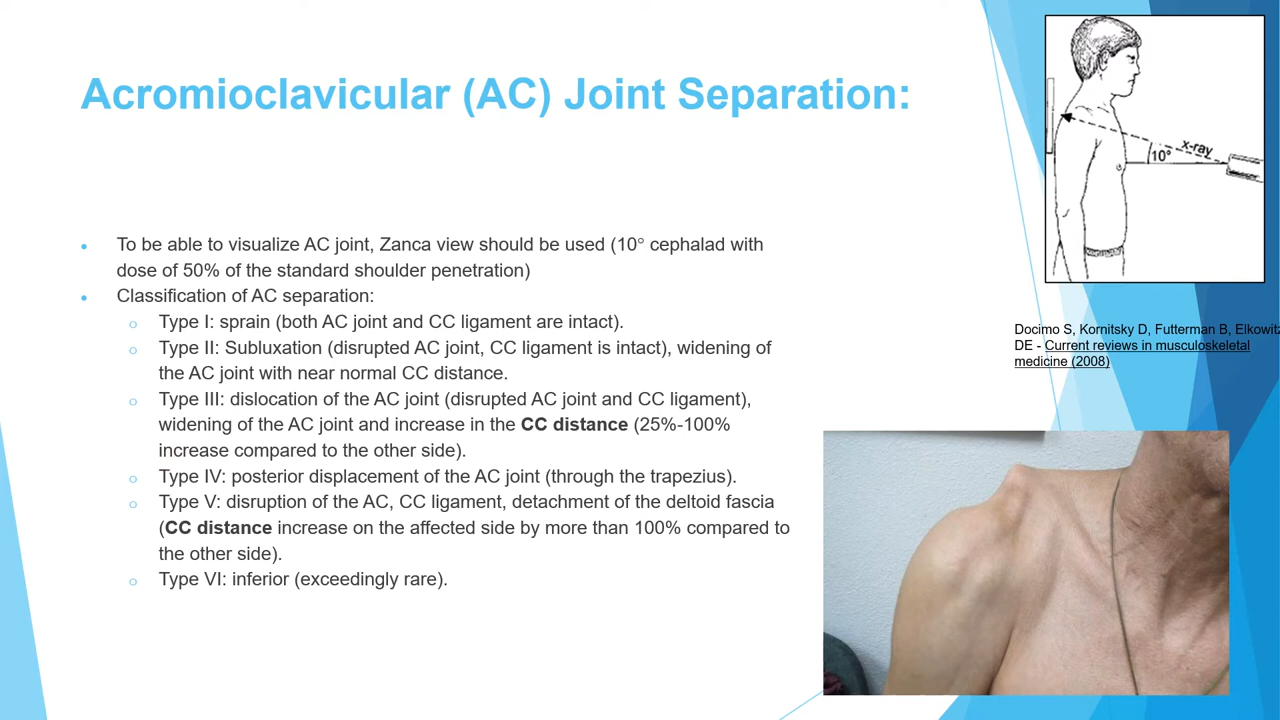 Acromioclavicular (AC) Joint Separation:
x-ray
10°
To be able to visualize AC joint, Zanca view should be used (10° cephalad with
dose of 50% of the standard shoulder penetration)
Classification of AC separation:
Type I: sprain (both AC joint and CC ligament are intact).
Type II: Subluxation (disrupted AC joint, CC ligament is intact), widening of
the AC joint with near normal CC distance.
Type III: dislocation of the AC joint (disrupted AC joint and CC ligament),
widening of the AC joint and increase in the CC distance (25%-100%
increase compared to the other side).
Type IV: posterior displacement of the AC joint (through the trapezius).
Type V: disruption of the AC, CC ligament, detachment of the deltoid fascia
(CC distance increase on the affected side by more than 100% compared to
the other side).
Type VI: inferior (exceedingly rare).
Docimo S, Kornitsky D, Futterman B, Elkowitz
DE - Current reviews in musculoskeletal
medicine (2008)